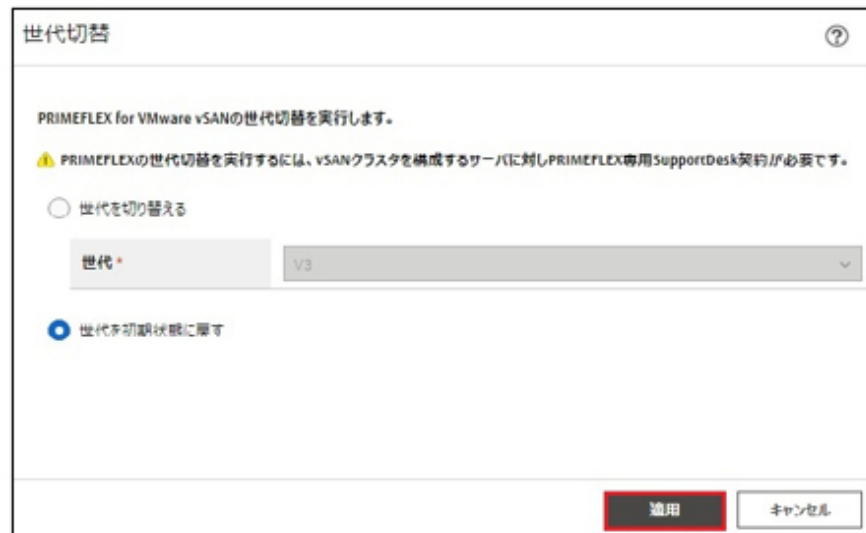 世代切替
?
PRIMEFLEX for VMware vSANの世代切替を実行します。
PRIMEFLEXの世代切替を実行するには、vSANクラスタを構成するサーバに対しPRIMEFLEX専用SupportDesk契約が必要です。
世代を切り替える
世代 *
V3
世代を初期状態に戻す
適用
キャンセル